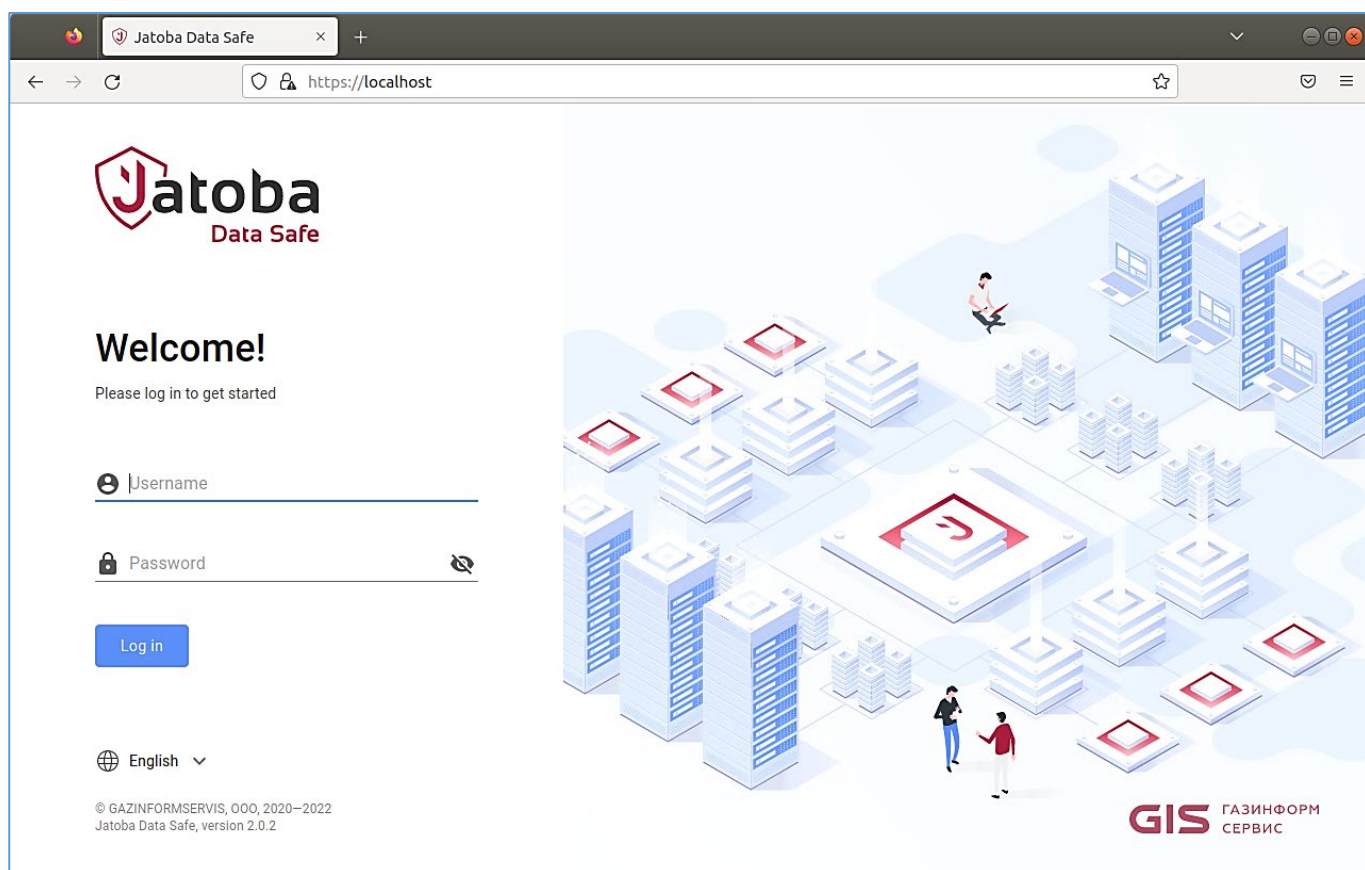 Jatoba Data Safe
https://localhost
Jatoba
Data Safe
Welcome!
Please log in to get started
Username
Password
Log in
English
© GAZINFORMSERVIS, OOO, 2020—2022
Jatoba Data Safe, version 2.0.2
GIS ГАЗИНФОРМ
СЕРВИС